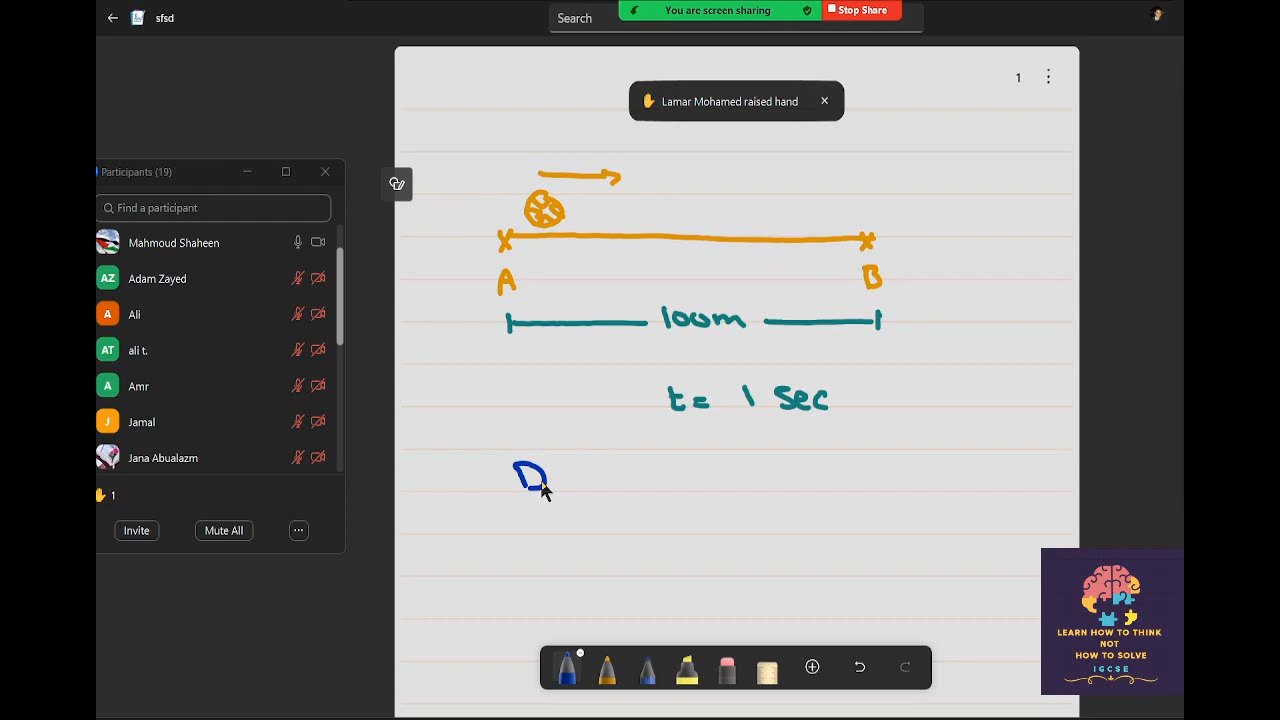 sfsd
Search
You are screen sharing
Stop Share
1
Lamar Mohamed raised hand
Participants (19)
Find a participant
Mahmoud Shaheen
AZ Adam Zayed
A Ali
AT ali t.
A Amr
J Jamal
Jana Abualazm
1
Invite
Mute All
A
B
100m
t = 1 sec
D
LEARN HOW TO THINK
NOT
HOW TO SOLVE
IGCSE